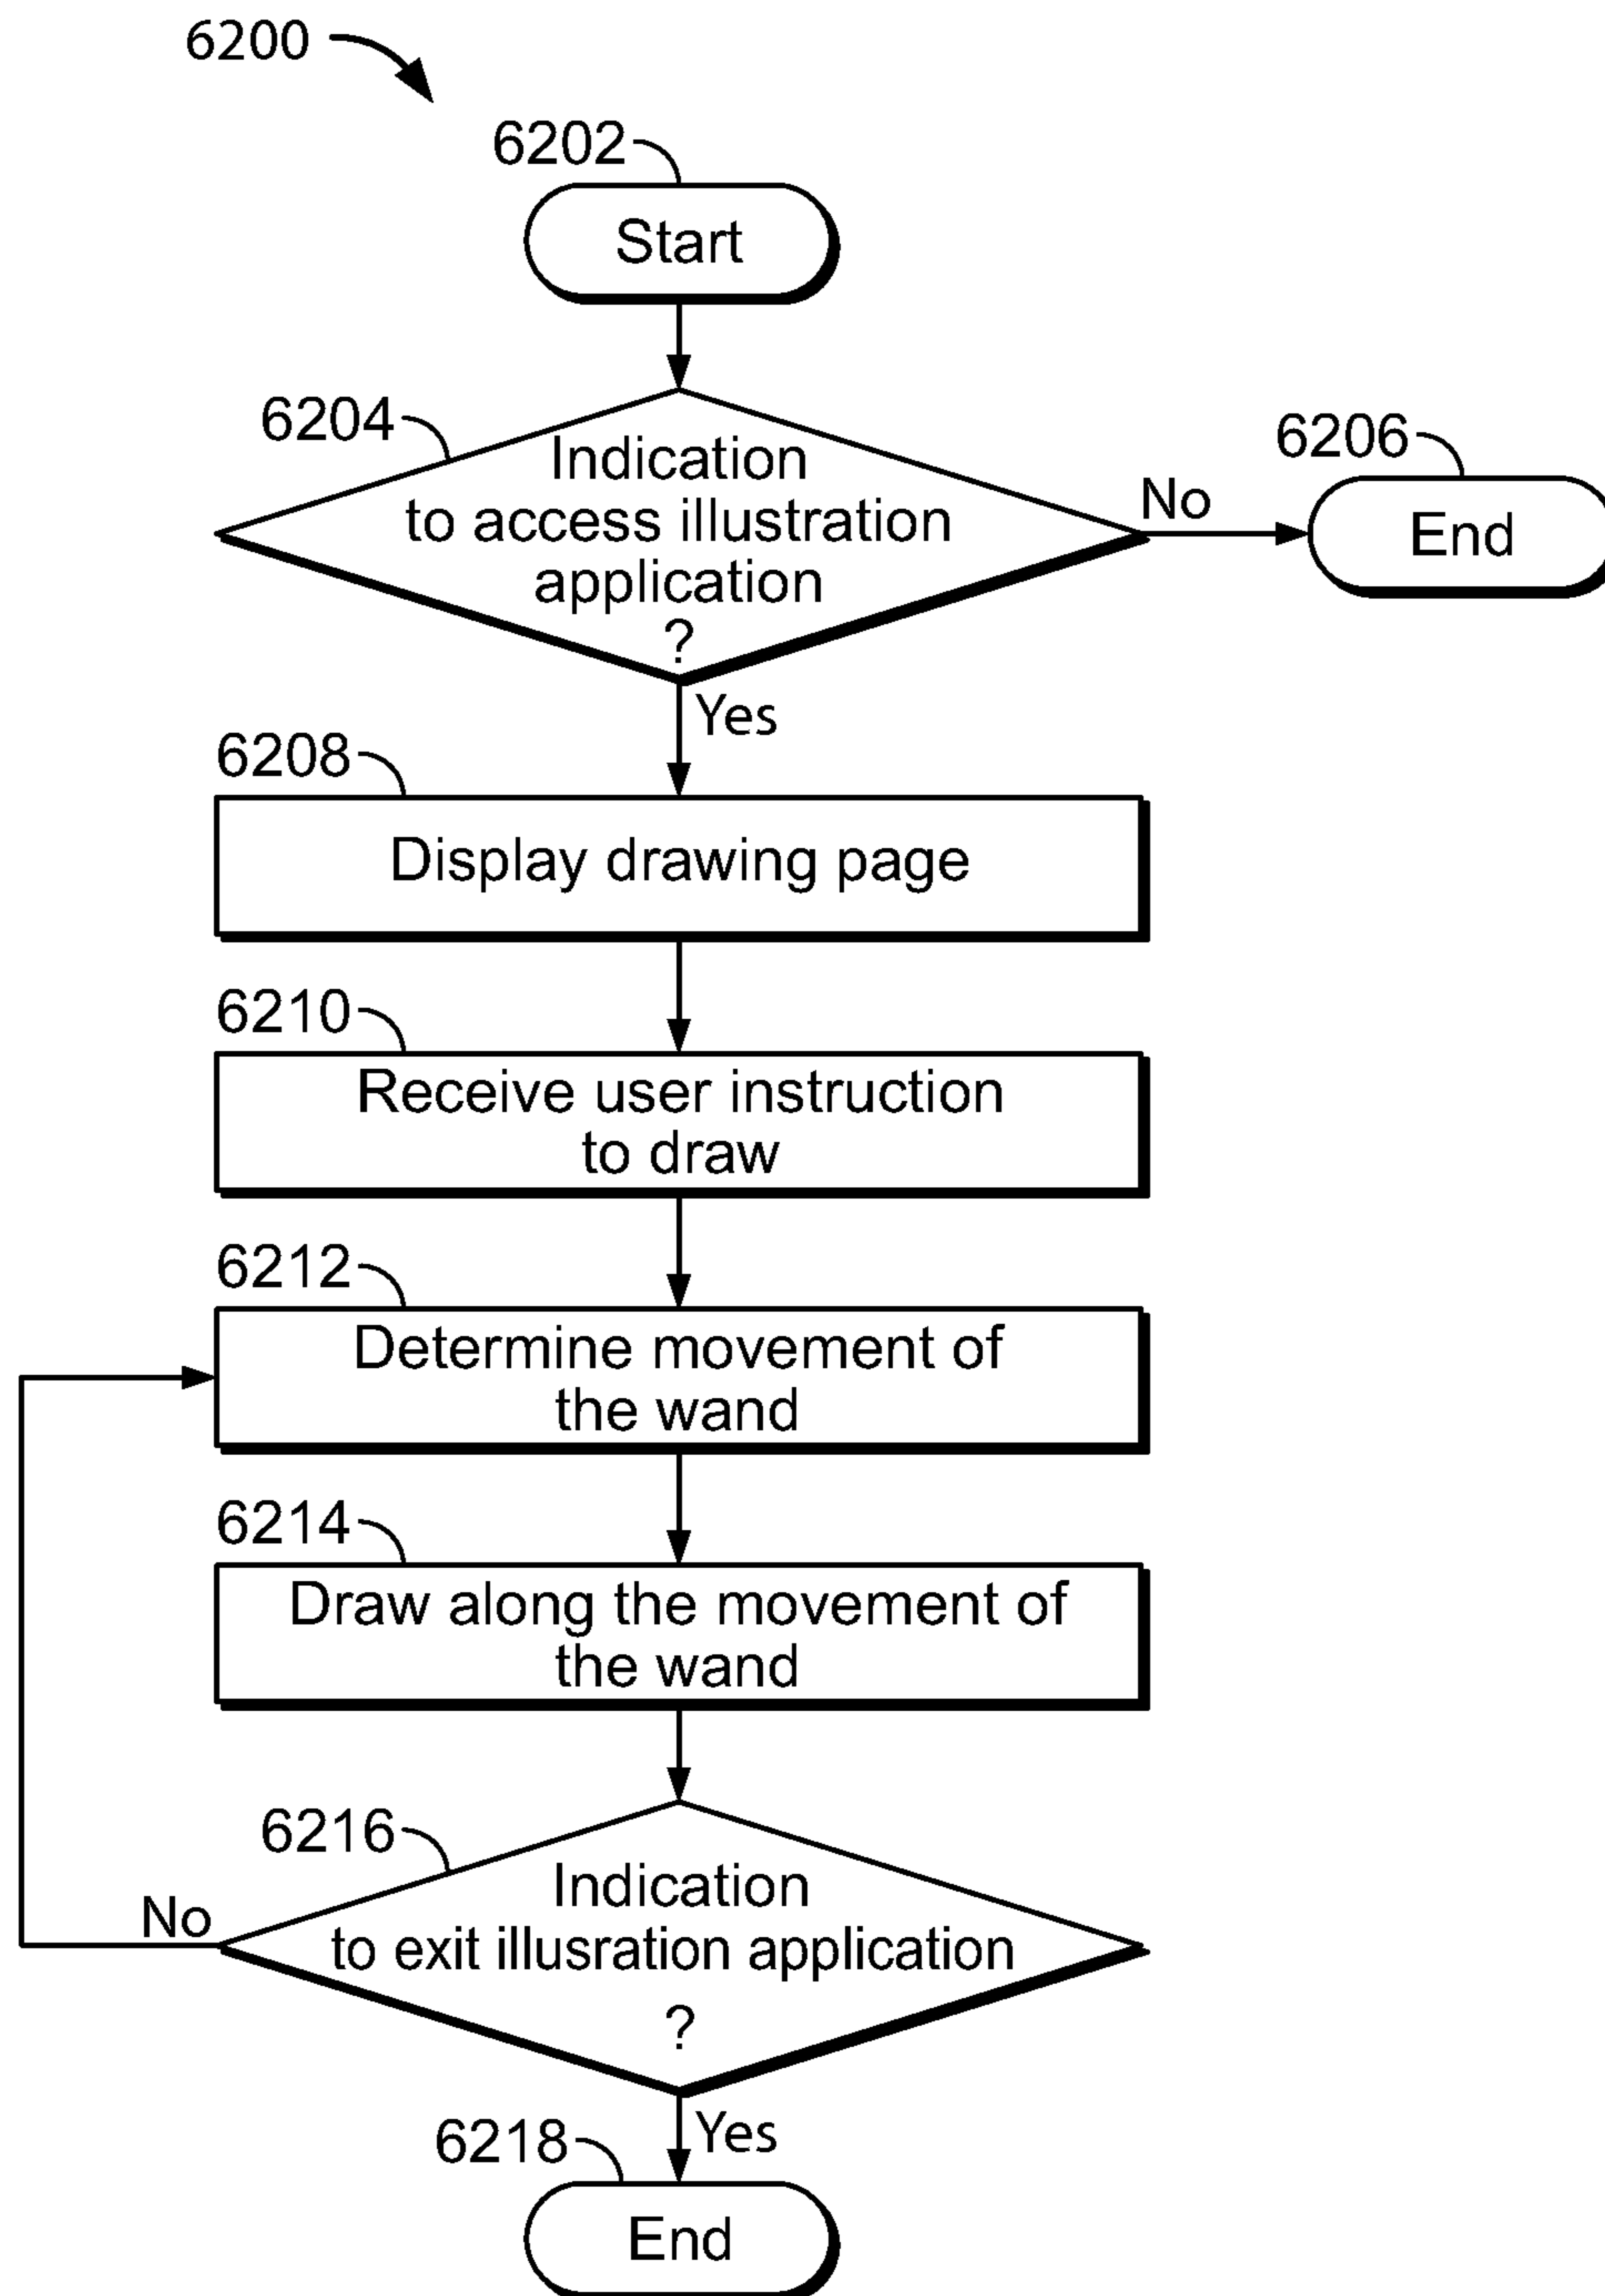 6200
6202
Start
6204
Indication
to access illustration
application
?
No
6206
End
Yes
6208
Display drawing page
6210
Receive user instruction
to draw
6212
Determine movement of
the wand
6214
Draw along the movement of
the wand
6216
Indication
to exit illusration application
?
No
Yes
6218
End